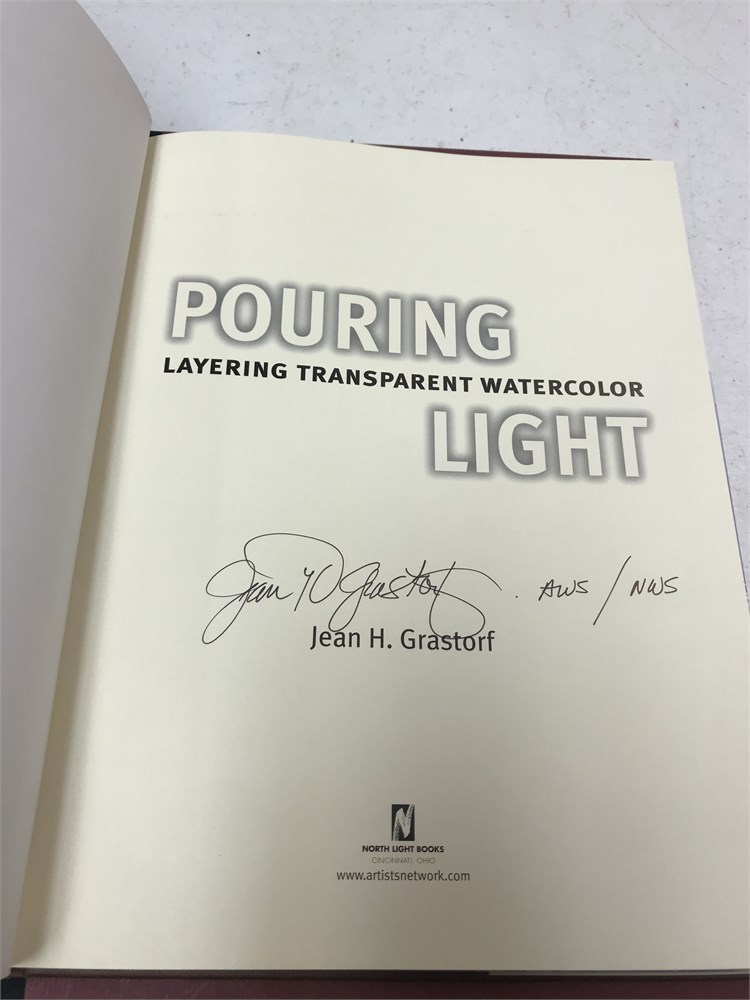 POURING
LAYERING TRANSPARENT WATERCOLOR
LIGHT
Jean H Grastorf . AWS / NWS
Jean H. Grastorf
NORTH LIGHT BOOKS
CINCINNATI, OHIO
www.artistsnetwork.com